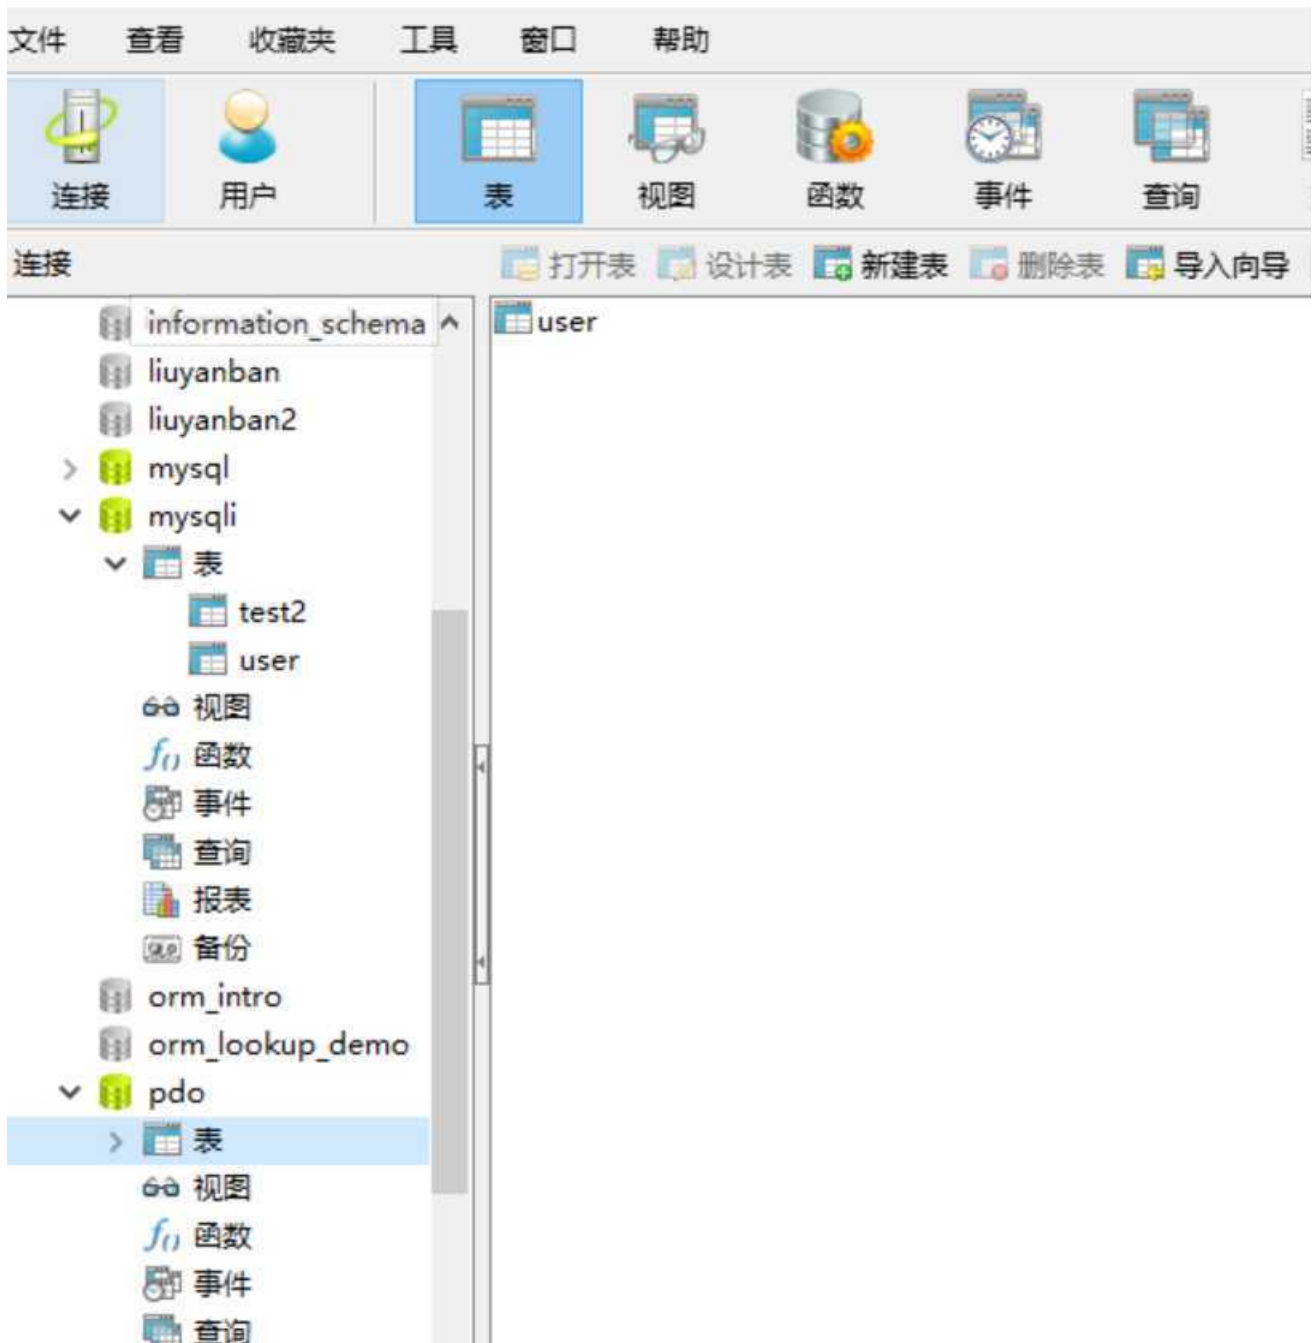 文件 查看 收藏夹 工具 窗口 帮助
连接 用户 表 视图 函数 事件 查询
连接 打开表 设计表 新建表 删除表 导入向导
information_schema
user
liuyanban
liuyanban2
mysql
mysqli
表
test2
user
视图
函数
事件
查询
报表
备份
orm_intro
orm_lookup_demo
pdo
表
视图
函数
事件
查询